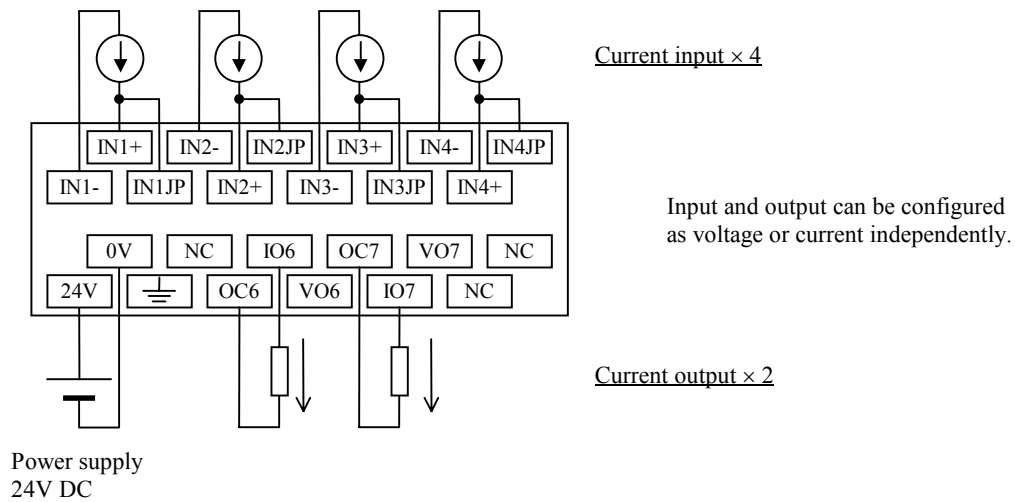 Current input × 4
IN1+ IN2- IN2JP IN3+ IN4- IN4JP
IN1- IN1JP IN2+ IN3- IN3JP IN4+
Input and output can be configured
as voltage or current independently.
0V NC IO6 OC7 VO7 NC
24V OC6 VO6 IO7 NC
Current output × 2
Power supply
24V DC